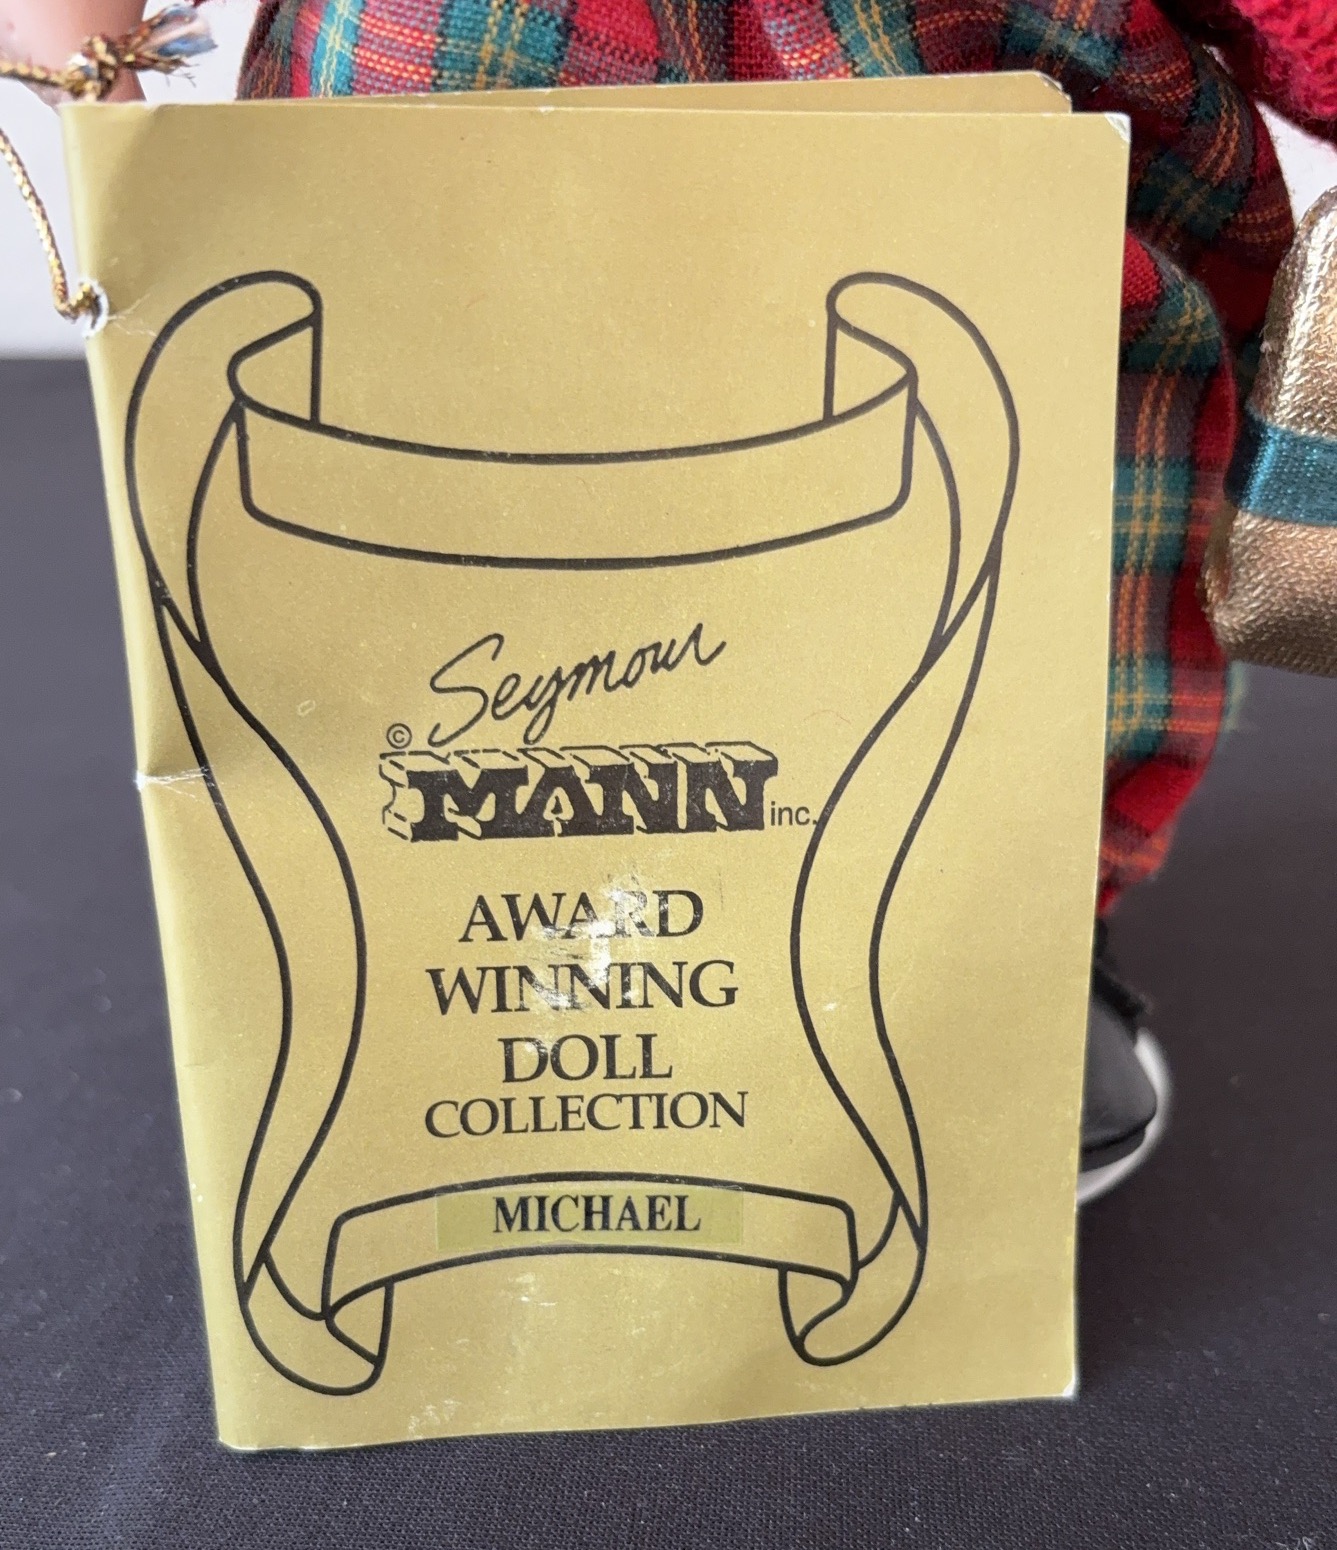 Seymour
© MANN inc.
AWARD
WINNING
DOLL
COLLECTION
MICHAEL